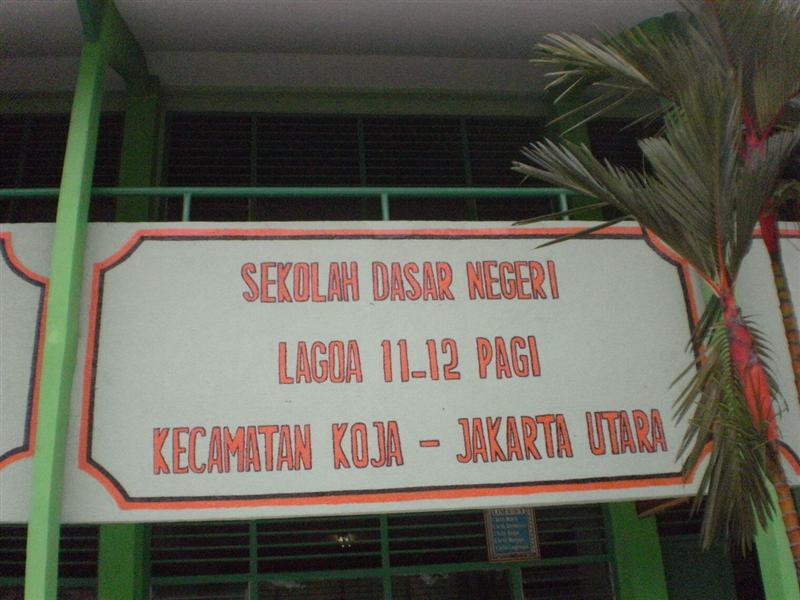 SEKOLAH DASAR NEGERI
LAGOA 11-12 PAGI
KECAMATAN KOJA - JAKARTA UTARA